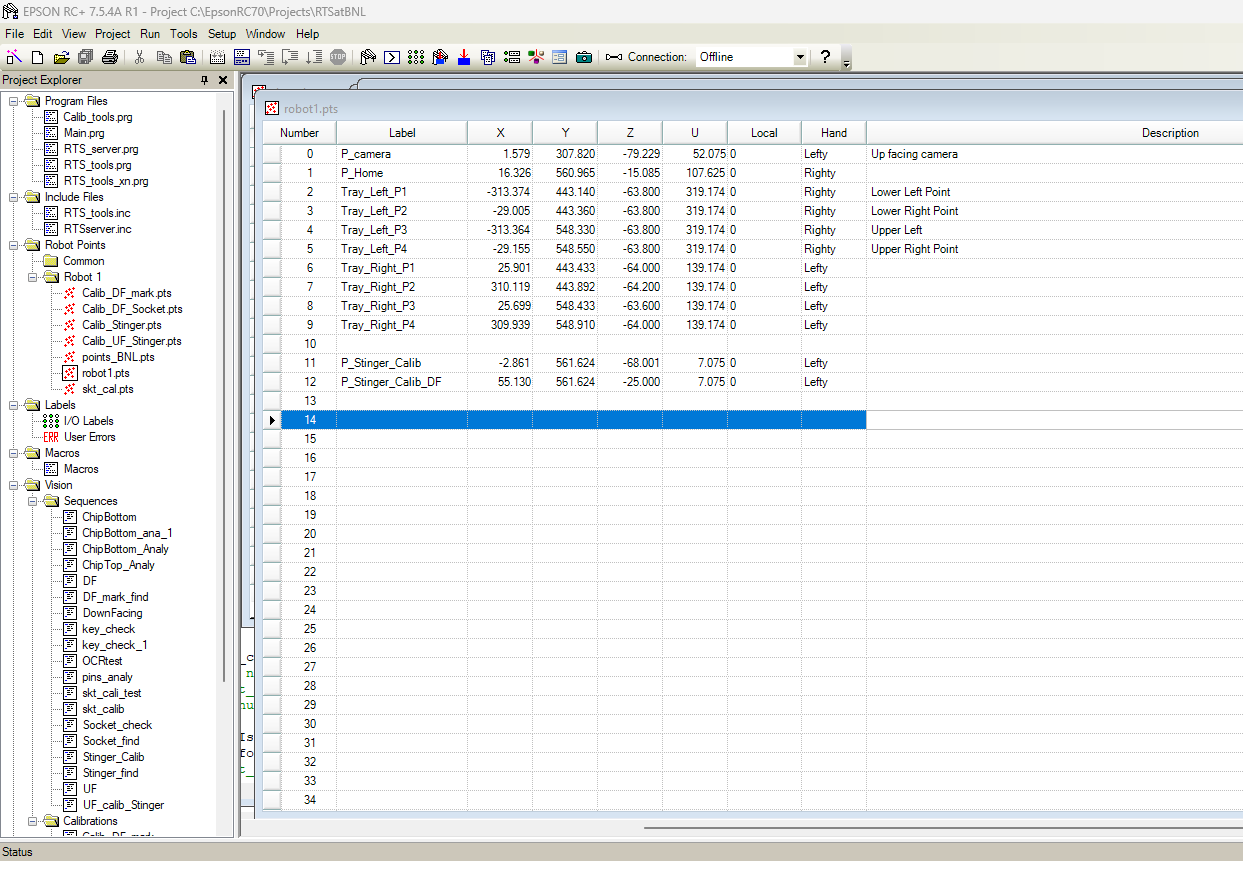 EPSON RC+ 7.5.4A R1 - Project C:\EpsonRC70\Projects\RTSatBNL
File Edit View Project Run Tools Setup Window Help
Connection: Offline ?
Project Explorer
Program Files
Calib_tools.prg
Main.prg
RTS_server.prg
RTS_tools.prg
RTS_tools_xn.prg
Include Files
RTS_tools.inc
RTSserver.inc
Robot Points
Common
Robot 1
Calib_DF_mark.pts
Calib_DF_Socket.pts
Calib_Stinger.pts
Calib_UF_Stinger.pts
points_BNL.pts
robot1.pts
skt_cal.pts
Labels
I/O Labels
ERR User Errors
Macros
Macros
Vision
Sequences
ChipBottom
ChipBottom_ana_1
ChipBottom_Analy
ChipTop_Analy
DF
DF_mark_find
DownFacing
key_check
key_check_1
OCRtest
pins_analy
skt_cali_test
skt_calib
Socket_check
Socket_find
Stinger_Calib
Stinger_find
UF
UF_calib_Stinger
Calibrations
robot1.pts
Number Label X Y Z U Local Hand Description
0 P_camera 1.579 307.820 -79.229 52.075 0 Lefty Up facing camera
1 P_Home 16.326 560.965 -15.085 107.625 0 Righty
2 Tray_Left_P1 -313.374 443.140 -63.800 319.174 0 Righty Lower Left Point
3 Tray_Left_P2 -29.005 443.360 -63.800 319.174 0 Righty Lower Right Point
4 Tray_Left_P3 -313.364 548.330 -63.800 319.174 0 Righty Upper Left
5 Tray_Left_P4 -29.155 548.550 -63.800 319.174 0 Righty Upper Right Point
6 Tray_Right_P1 25.901 443.433 -64.000 139.174 0 Lefty
7 Tray_Right_P2 310.119 443.892 -64.200 139.174 0 Lefty
8 Tray_Right_P3 25.699 548.433 -63.600 139.174 0 Lefty
9 Tray_Right_P4 309.939 548.910 -64.000 139.174 0 Lefty
10
11 P_Stinger_Calib -2.861 561.624 -68.001 7.075 0 Lefty
12 P_Stinger_Calib_DF 55.130 561.624 -25.000 7.075 0 Lefty
13
14
15
16
17
18
19
20
21
22
23
24
25
26
27
28
29
30
31
32
33
34
Status